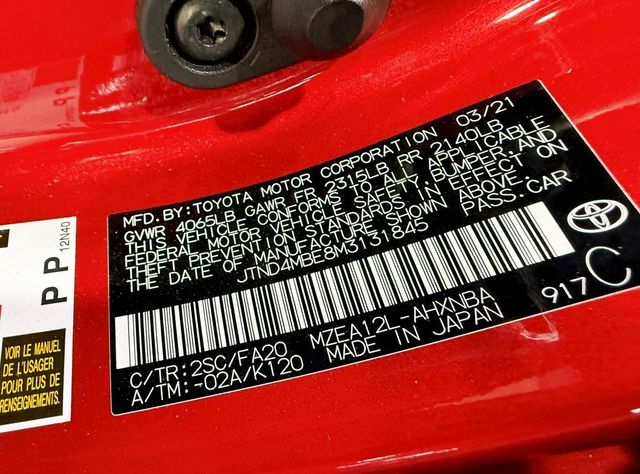 MFD. BY: TOYOTA MOTOR CORPORATION 03/21
GVWR 4065LB GAWR FR 2315LB RR 2140LB
THIS VEHICLE CONFORMS TO ALL APPLICABLE
FEDERAL MOTOR VEHICLE SAFETY, BUMPER, AND
THEFT PREVENTION STANDARDS IN EFFECT ON
THE DATE OF MANUFACTURE SHOWN ABOVE.
JTND4MBE8M3131845 PASS. CAR
917 C
C/TR:2SC/FA20 MZEA12L-AHXNBA
A/TM:-02A/K120 MADE IN JAPAN
PP
12N40
VOIR LE MANUEL
DE L'USAGER
POUR PLUS DE
RENSEIGNEMENTS.